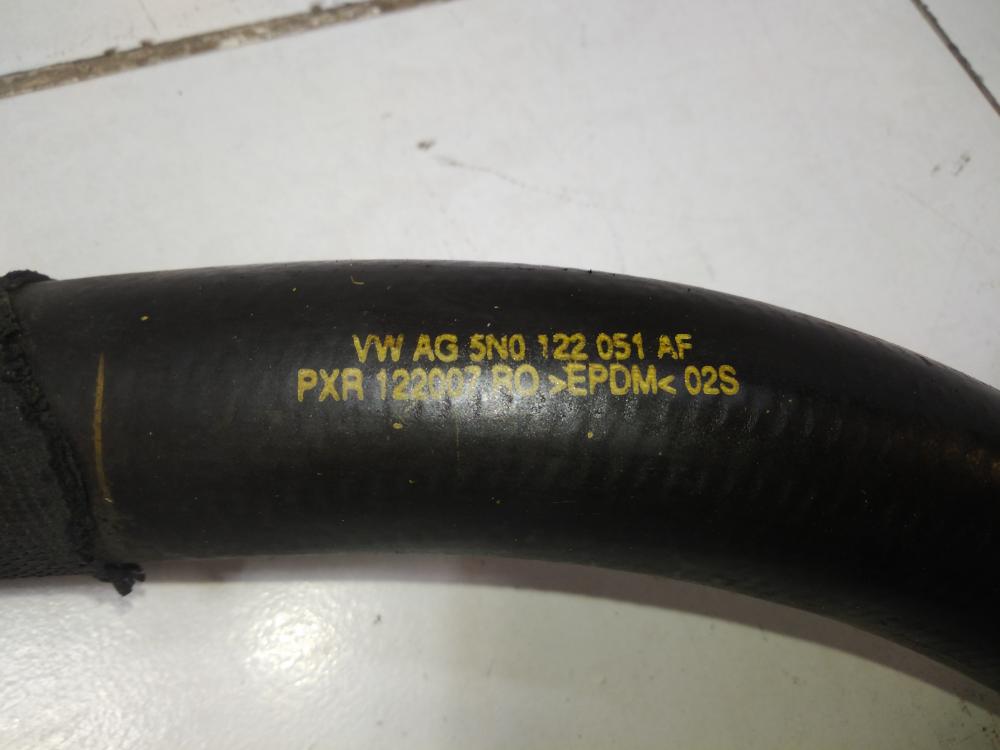 VW AG 5N0 122 051 AF
PXR 122007 RO >EPDM< 02S